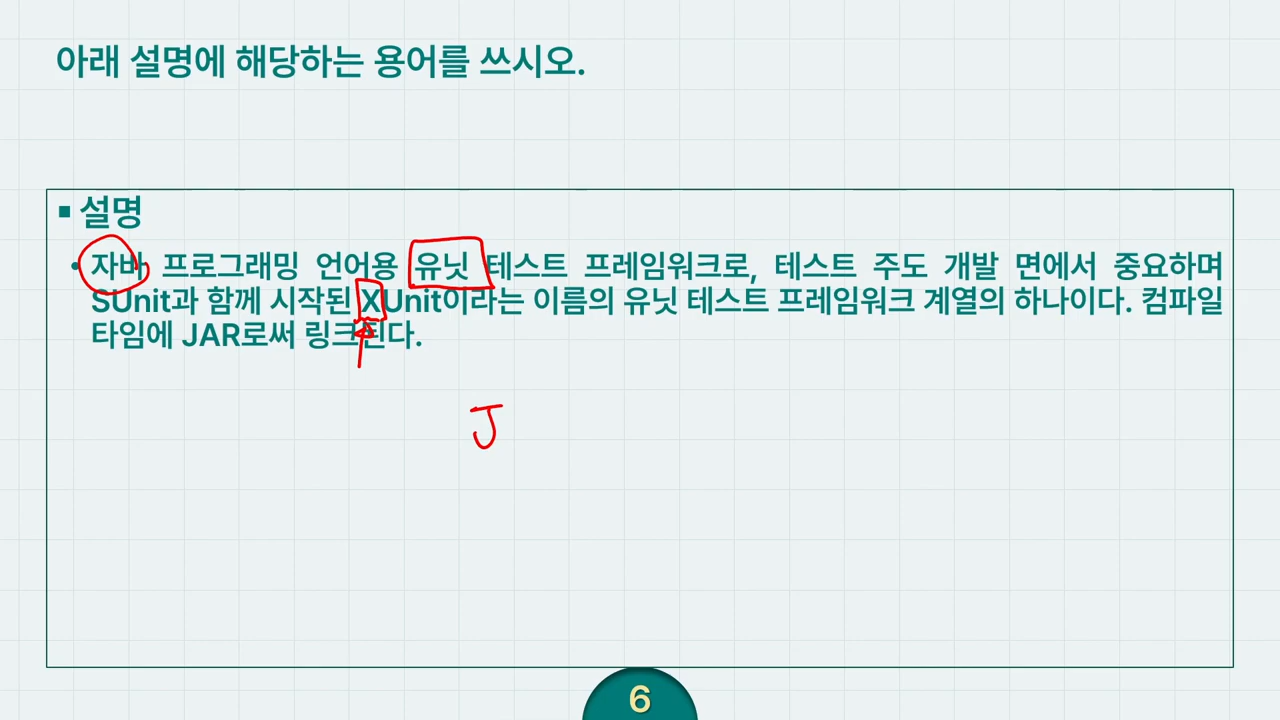 아래 설명에 해당하는 용어를 쓰시오.
▪ 설명
• 자바 프로그래밍 언어용 유닛 테스트 프레임워크로, 테스트 주도 개발 면에서 중요하며
SUnit과 함께 시작된 XUnit이라는 이름의 유닛 테스트 프레임워크 계열의 하나이다. 컴파일
타임에 JAR로써 링크된다.
J
6